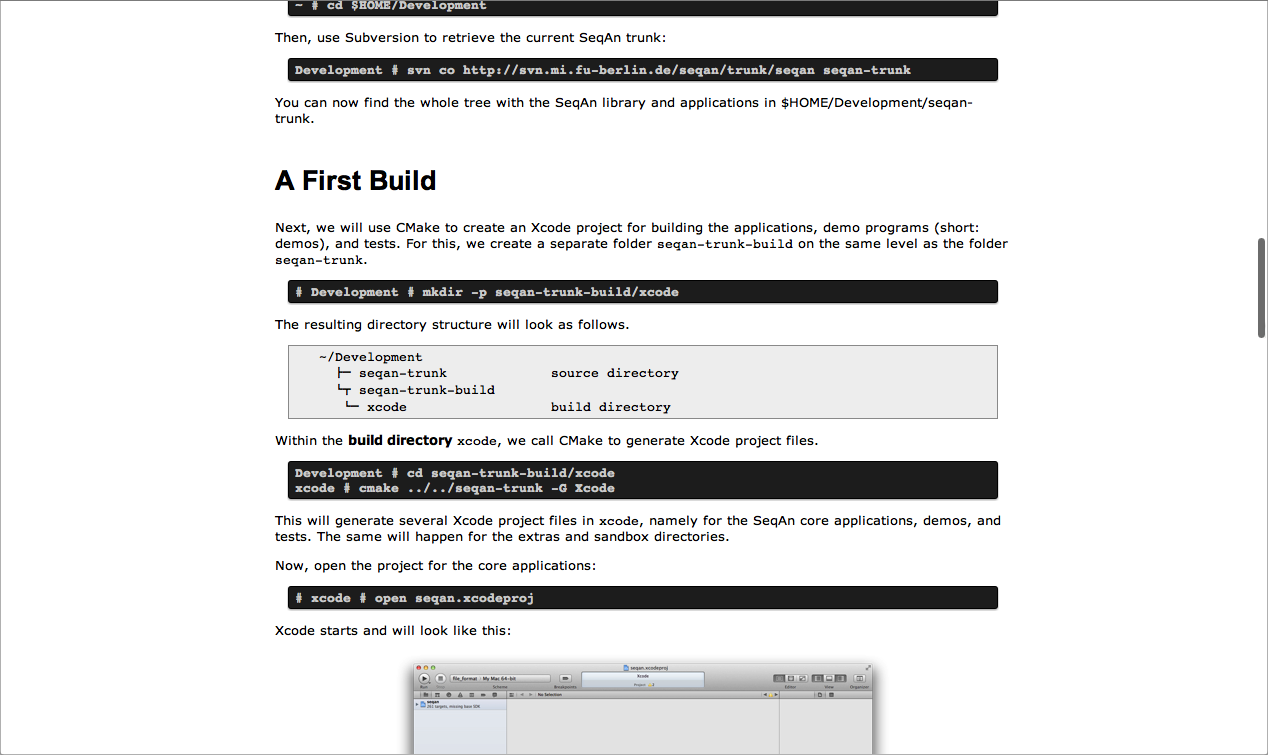 ~ # cd $HOME/Development
Then, use Subversion to retrieve the current SeqAn trunk:
Development # svn co http://svn.mi.fu-berlin.de/seqan/trunk/seqan seqan-trunk
You can now find the whole tree with the SeqAn library and applications in $HOME/Development/seqan-
trunk.
A First Build
Next, we will use CMake to create an Xcode project for building the applications, demo programs (short:
demos), and tests. For this, we create a separate folder seqan-trunk-build on the same level as the folder
seqan-trunk.
# Development # mkdir -p seqan-trunk-build/xcode
The resulting directory structure will look as follows.
~/Development
├─ seqan-trunk source directory
└┬ seqan-trunk-build
└─ xcode build directory
Within the build directory xcode, we call CMake to generate Xcode project files.
Development # cd seqan-trunk-build/xcode
xcode # cmake ../../seqan-trunk -G Xcode
This will generate several Xcode project files in xcode, namely for the SeqAn core applications, demos, and
tests. The same will happen for the extras and sandbox directories.
Now, open the project for the core applications:
# xcode # open seqan.xcodeproj
Xcode starts and will look like this:
seqan.xcodeproj
file_format My Mac 64-bit
Xcode
Project
Run Stop Scheme Breakpoints Editor View Organizer
No Selection
seqan
262 targets, missing base SDK